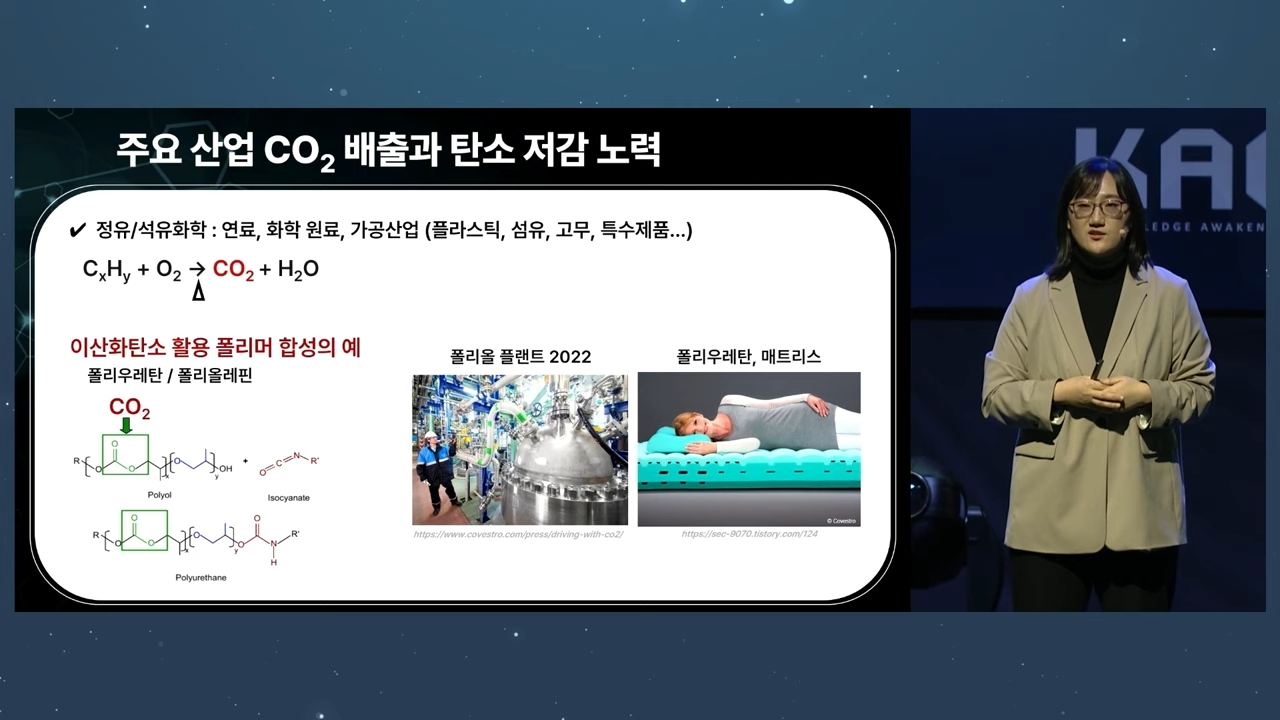 주요 산업 CO₂ 배출과 탄소 저감 노력
KAO
LEDGE AWAKEN
✔ 정유/석유화학 : 연료, 화학 원료, 가공산업 (플라스틱, 섬유, 고무, 특수제품...)
CₓHᵧ + O₂ → CO₂ + H₂O
Δ
이산화탄소 활용 폴리머 합성의 예
폴리우레탄 / 폴리올레핀
CO₂
R O O O x O y OH + O C N R'
Polyol
Isocyanate
R O O O x O y O O N H R'
Polyurethane
폴리올 플랜트 2022
폴리우레탄, 매트리스
© Covestro
https://www.covestro.com/press/driving-with-co2/
https://sec-9070.tistory.com/124